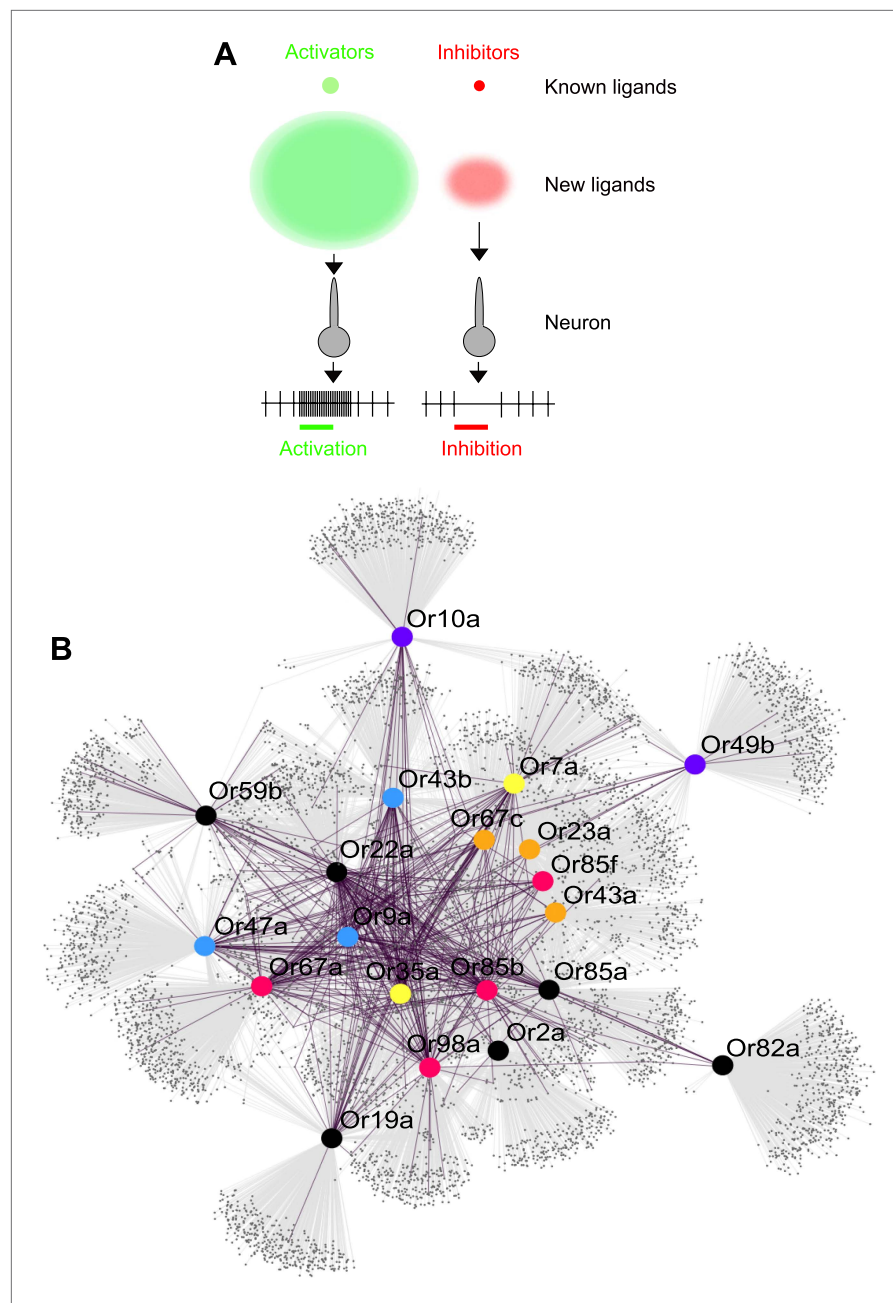 A
Activators Inhibitors
Known ligands
New ligands
Neuron
Activation Inhibition
B
Or10a
Or49b
Or7a
Or43b
Or59b
Or67c
Or23a
Or22a
Or85f
Or43a
Or9a
Or47a
Or67a
Or35a
Or85b
Or85a
Or2a
Or98a
Or82a
Or19a